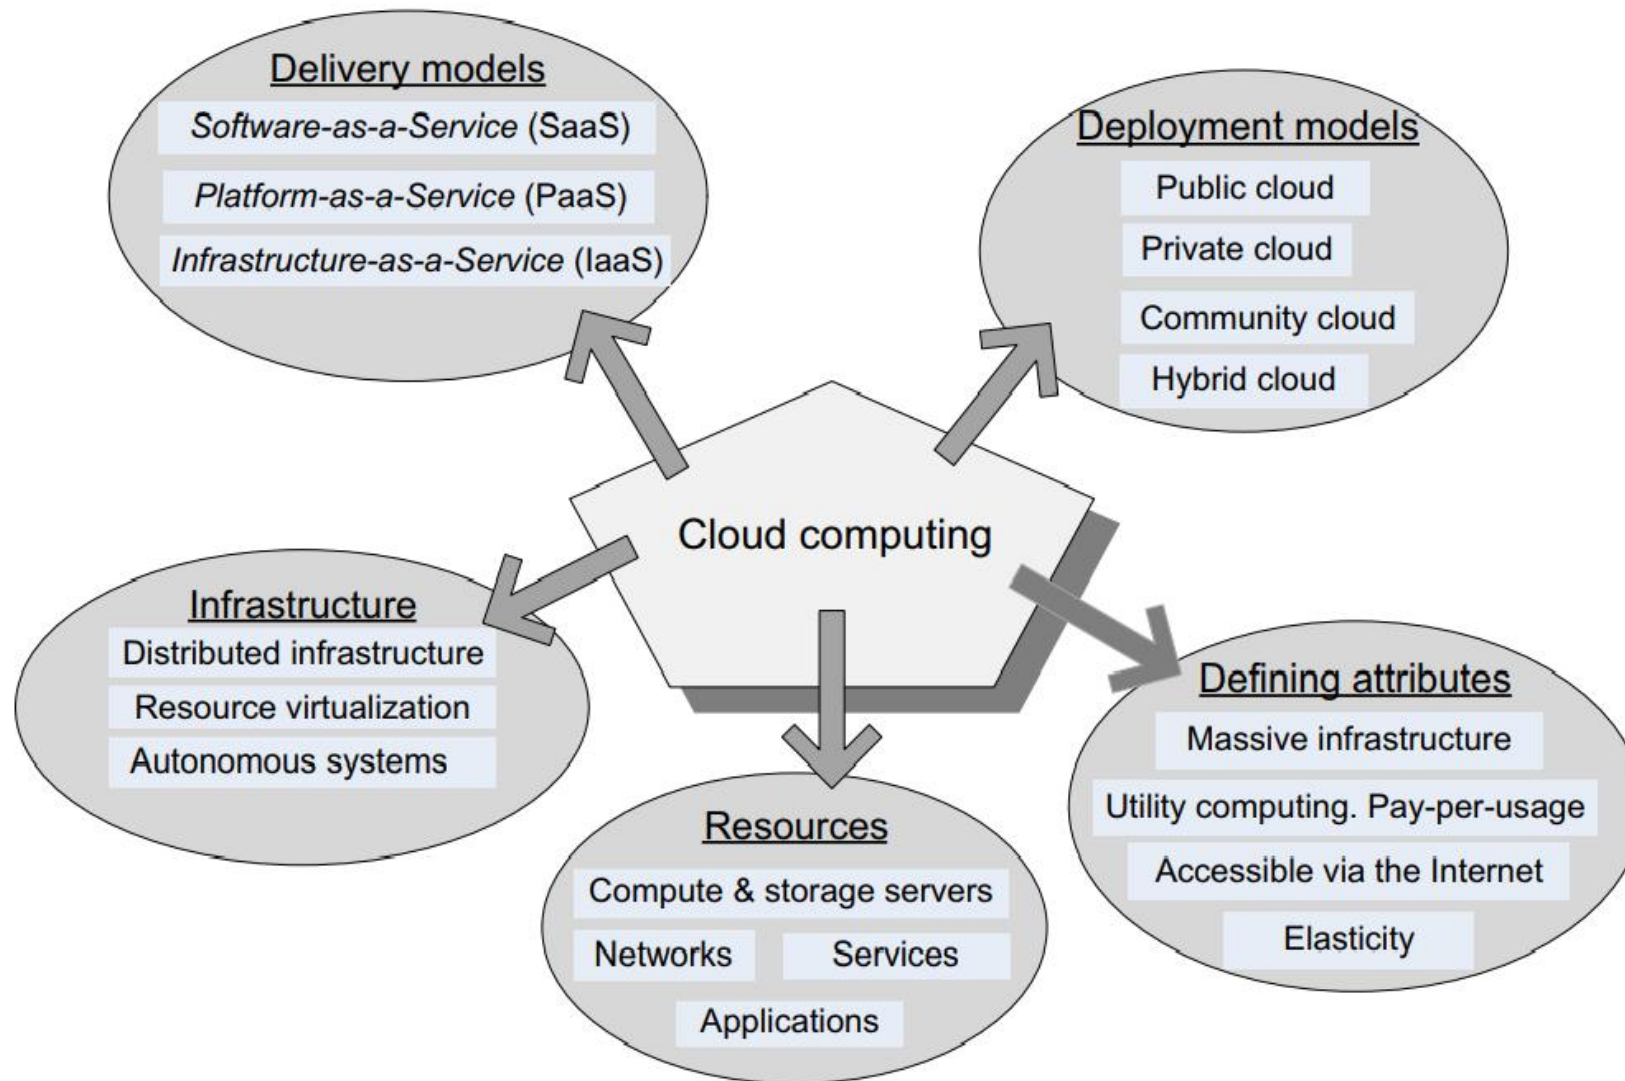 Delivery models
Software-as-a-Service (SaaS)
Platform-as-a-Service (PaaS)
Infrastructure-as-a-Service (IaaS)
Deployment models
Public cloud
Private cloud
Community cloud
Hybrid cloud
Cloud computing
Infrastructure
Distributed infrastructure
Resource virtualization
Autonomous systems
Resources
Compute & storage servers
Networks
Services
Applications
Defining attributes
Massive infrastructure
Utility computing. Pay-per-usage
Accessible via the Internet
Elasticity